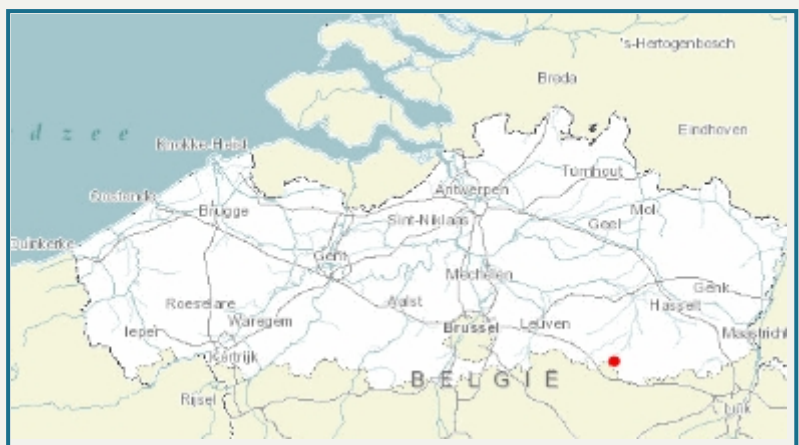 's-Hertogenbosch
Breda
d z e e
Eindhoven
Knokke-Heist
Turnhout
Antwerpen
Oostende
Mol
Brugge
Sint-Niklaas
Geel
Duinkerke
Gent
Mechelen
Genk
Roeselare
Aalst
Hasselt
Waregem
Brussel
Leuven
Ieper
Maastricht
Kortrijk
BELGIË
Rijsel
Luik